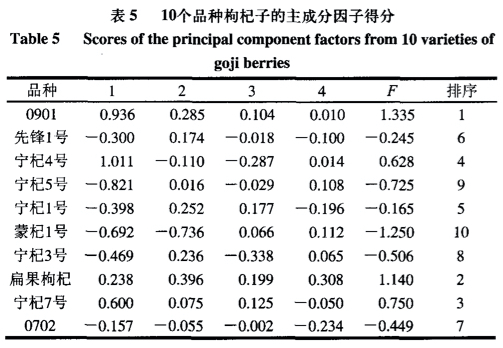 表 5 10个品种枸杞子的主成分因子得分
Table 5 Scores of the principal component factors from 10 varieties of
goji berries
品种 1 2 3 4 F 排序
0901 0.936 0.285 0.104 0.010 1.335 1
先锋1号 −0.300 0.174 −0.018 −0.100 −0.245 6
宁杞4号 1.011 −0.110 −0.287 0.014 0.628 4
宁杞5号 −0.821 0.016 −0.029 0.108 −0.725 9
宁杞1号 −0.398 0.252 0.177 −0.196 −0.165 5
蒙杞1号 −0.692 −0.736 0.066 0.112 −1.250 10
宁杞3号 −0.469 0.236 −0.338 0.065 −0.506 8
扁果枸杞 0.238 0.396 0.199 0.308 1.140 2
宁杞7号 0.600 0.075 0.125 −0.050 0.750 3
0702 −0.157 −0.055 −0.002 −0.234 −0.449 7